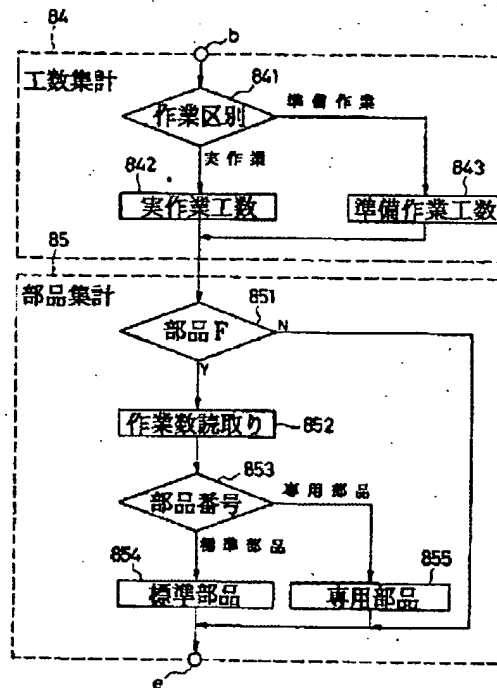 84
b
工数集計
841
作業区別
準備作業
実作業
842
843
実作業工数
準備作業工数
85
部品集計
851
部品F
N
Y
作業数読取り
852
853
部品番号
専用部品
標準部品
854
855
標準部品
専用部品
e